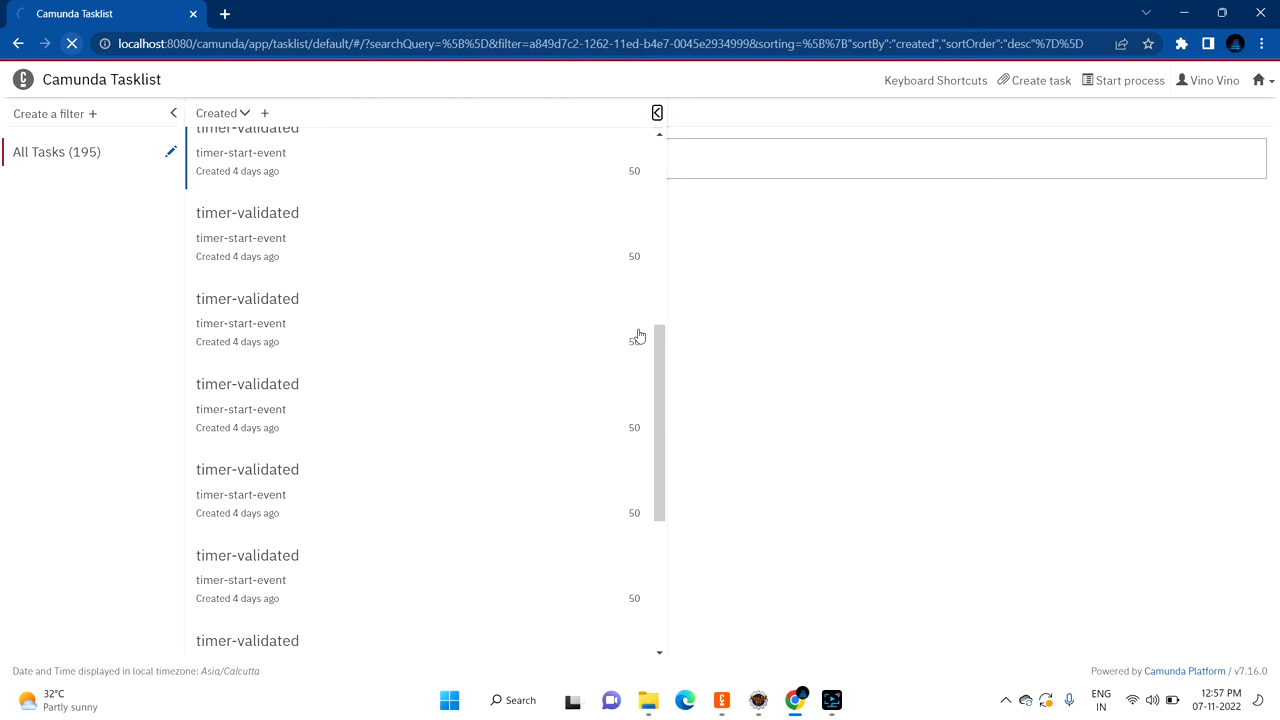 Camunda Tasklist
localhost:8080/camunda/app/tasklist/default/#/?searchQuery=%5B%5D&filter=a849d7c2-1262-11ed-b4e7-0045e2934999&sorting=%5B%7B"sortBy":"created","sortOrder":"desc"%7D%5D
Camunda Tasklist
Keyboard Shortcuts Create task Start process Vino Vino
Create a filter +
Created +
All Tasks (195)
timer-validated
timer-start-event
Created 4 days ago 50
timer-validated
timer-start-event
Created 4 days ago 50
timer-validated
timer-start-event
Created 4 days ago 50
timer-validated
timer-start-event
Created 4 days ago 50
timer-validated
timer-start-event
Created 4 days ago 50
timer-validated
timer-start-event
Created 4 days ago 50
timer-validated
Date and Time displayed in local timezone: Asia/Calcutta
Powered by Camunda Platform / v7.16.0
32°C
Partly sunny
Search
ENG
IN
12:57 PM
07-11-2022